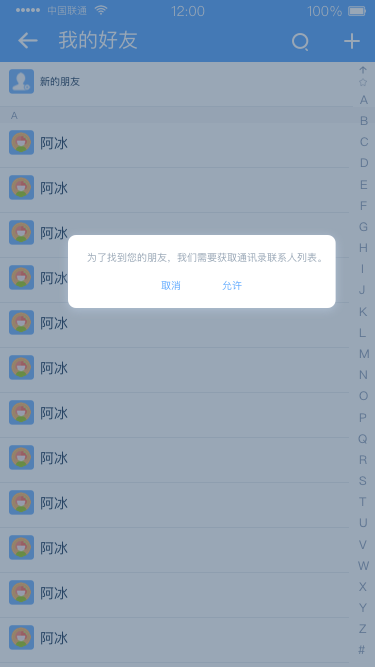 中国联通 12:00 100%
我的好友
新的朋友
A
阿冰
阿冰
阿冰
阿冰
阿冰
阿冰
阿冰
阿冰
阿冰
阿冰
阿冰
阿冰
为了找到您的朋友，我们需要获取通讯录联系人列表。
取消 允许
A
B
C
D
E
F
G
H
I
J
K
L
M
N
O
P
Q
R
S
T
U
V
W
X
Y
Z
#